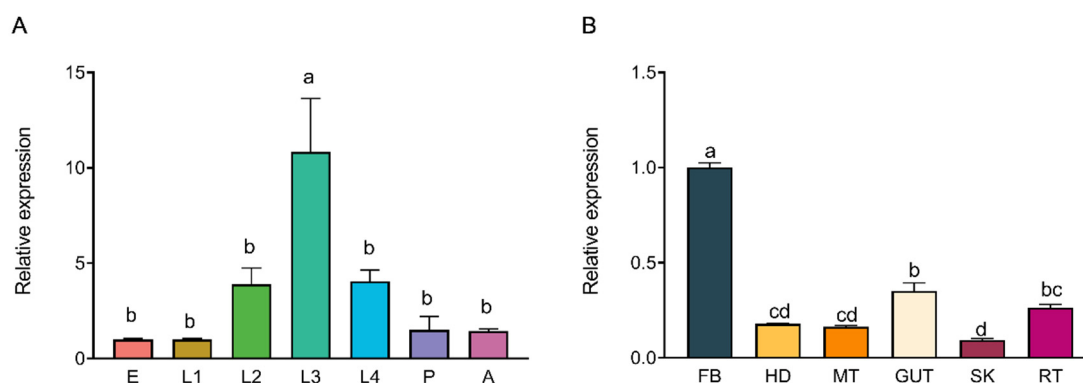 A
Relative expression
15
10
5
0
b
b
b
a
b
b
b
E L1 L2 L3 L4 P A
B
Relative expression
1.5
1.0
0.5
0.0
a
cd
cd
b
d
bc
FB HD MT GUT SK RT